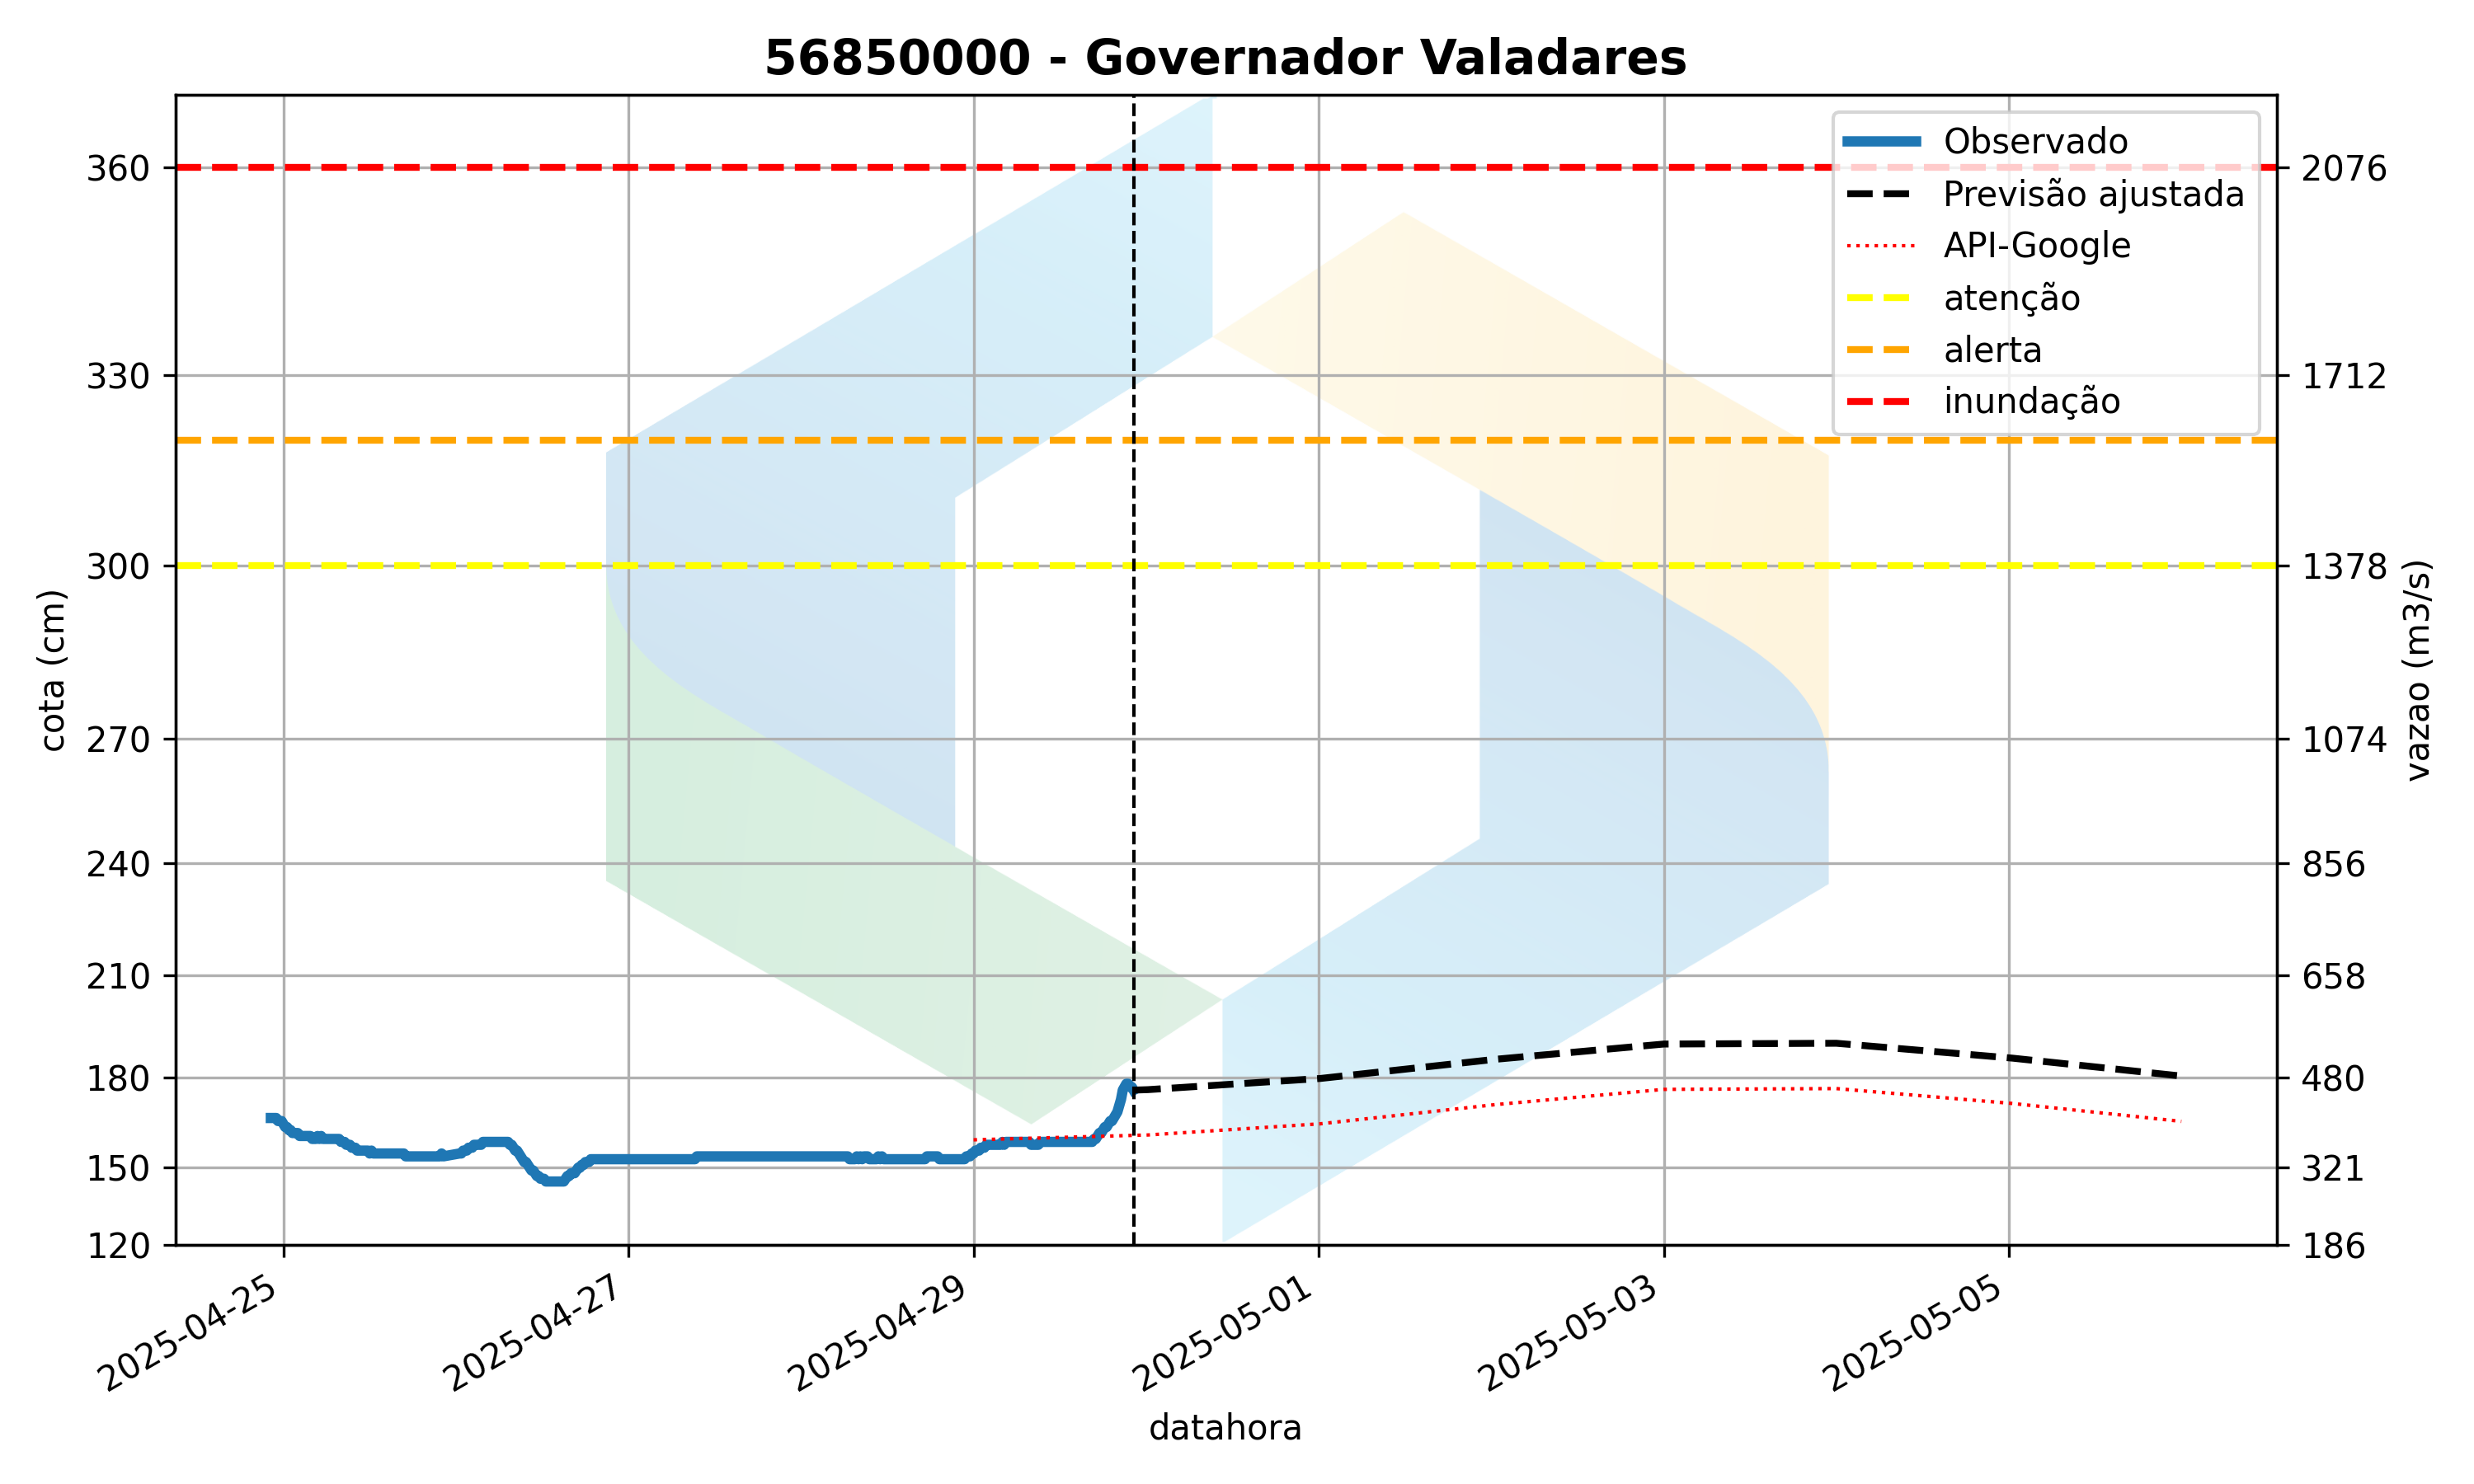 56850000 - Governador Valadares
Observado
Previsão ajustada
API-Google
atenção
alerta
inundação
360
330
300
270
240
210
180
150
120
cota (cm)
2076
1712
1378
1074
856
658
480
321
186
vazao (m3/s)
2025-04-25
2025-04-27
2025-04-29
2025-05-01
2025-05-03
2025-05-05
datahora